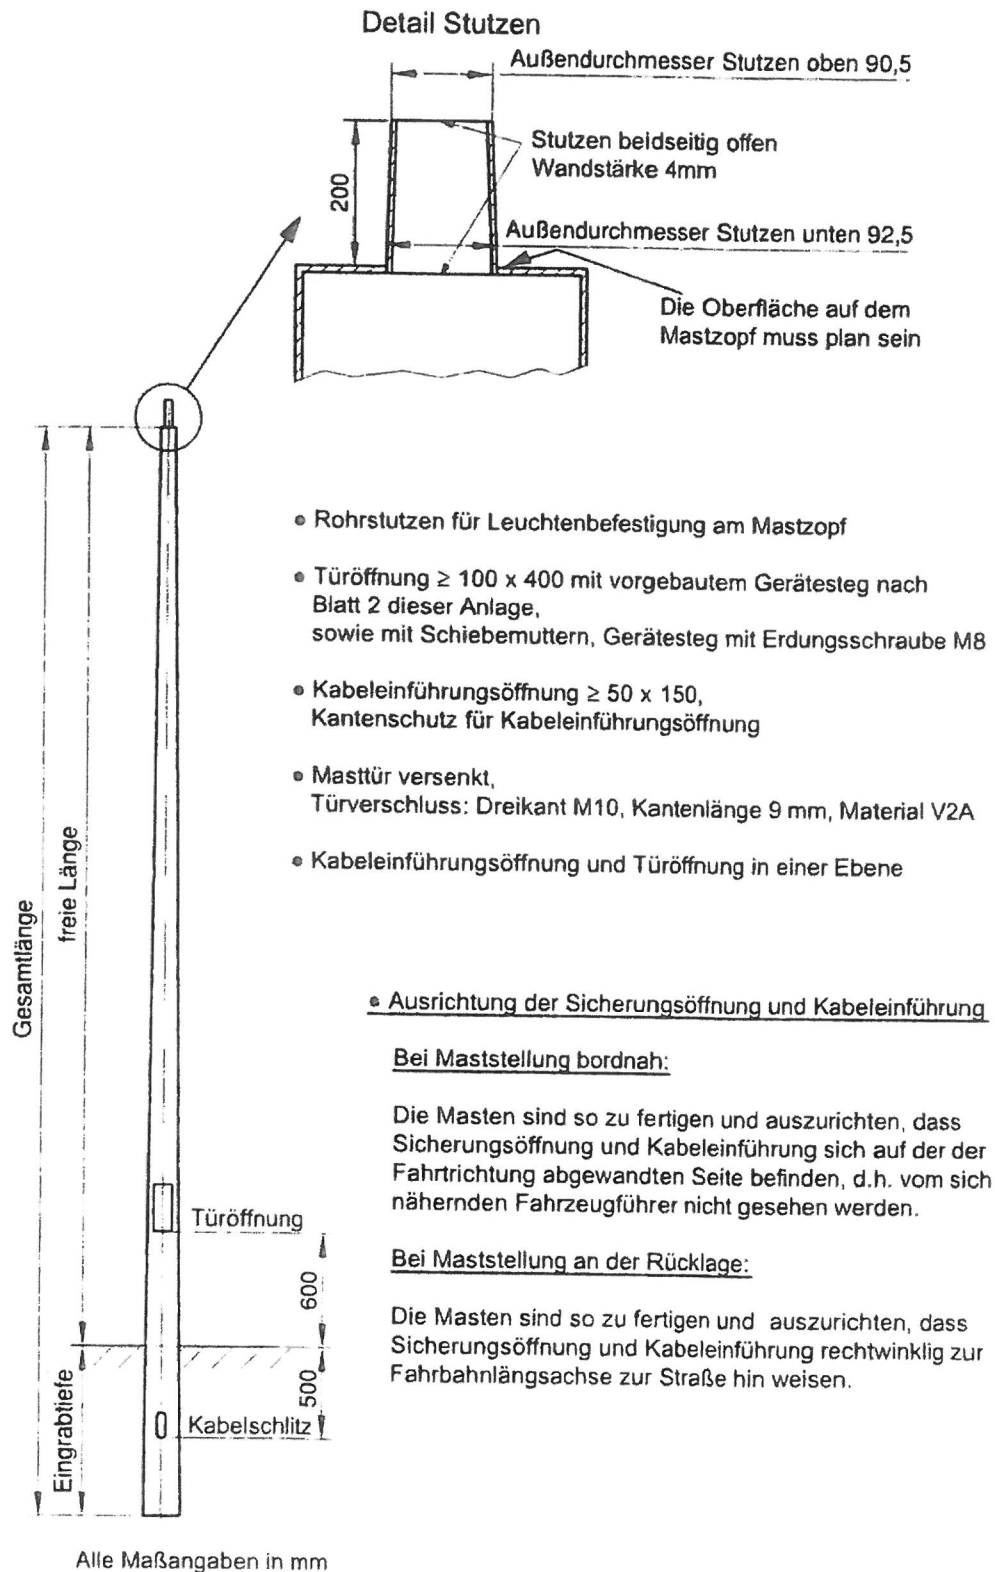 Detail Stutzen
Außendurchmesser Stutzen oben 90,5
Stutzen beidseitig offen
Wandstärke 4mm
200
Außendurchmesser Stutzen unten 92,5
Die Oberfläche auf dem
Mastzopf muss plan sein
• Rohrstutzen für Leuchtenbefestigung am Mastzopf
• Türöffnung ≥ 100 x 400 mit vorgebautem Gerätesteg nach
Blatt 2 dieser Anlage,
sowie mit Schiebemuttern, Gerätesteg mit Erdungsschraube M8
• Kabeleinführungsöffnung ≥ 50 x 150,
Kantenschutz für Kabeleinführungsöffnung
• Masttür versenkt,
Türverschluss: Dreikant M10, Kantenlänge 9 mm, Material V2A
• Kabeleinführungsöffnung und Türöffnung in einer Ebene
Gesamtlänge
freie Länge
• Ausrichtung der Sicherungsöffnung und Kabeleinführung
Bei Maststellung bordnah:
Die Masten sind so zu fertigen und auszurichten, dass
Sicherungsöffnung und Kabeleinführung sich auf der der
Fahrtrichtung abgewandten Seite befinden, d.h. vom sich
nähernden Fahrzeugführer nicht gesehen werden.
Bei Maststellung an der Rücklage:
Die Masten sind so zu fertigen und auszurichten, dass
Sicherungsöffnung und Kabeleinführung rechtwinklig zur
Fahrbahnlängsachse zur Straße hin weisen.
Türöffnung
600
500
Kabelschlitz
Eingrabtiefe
Alle Maßangaben in mm